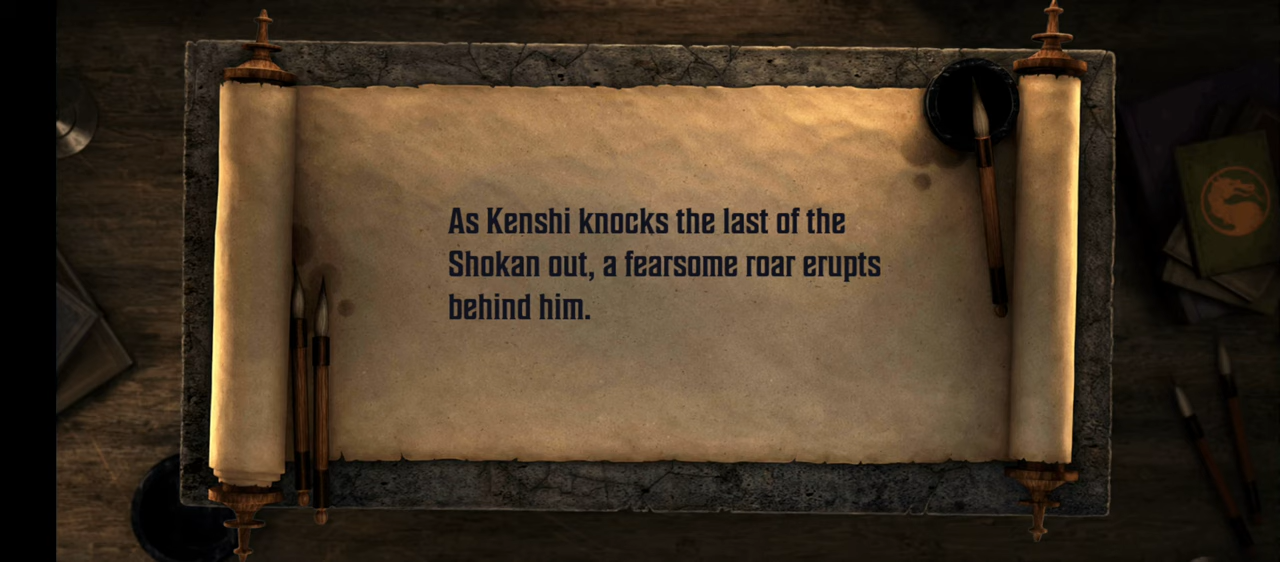 As Kenshi knocks the last of the
Shokan out, a fearsome roar erupts
behind him.